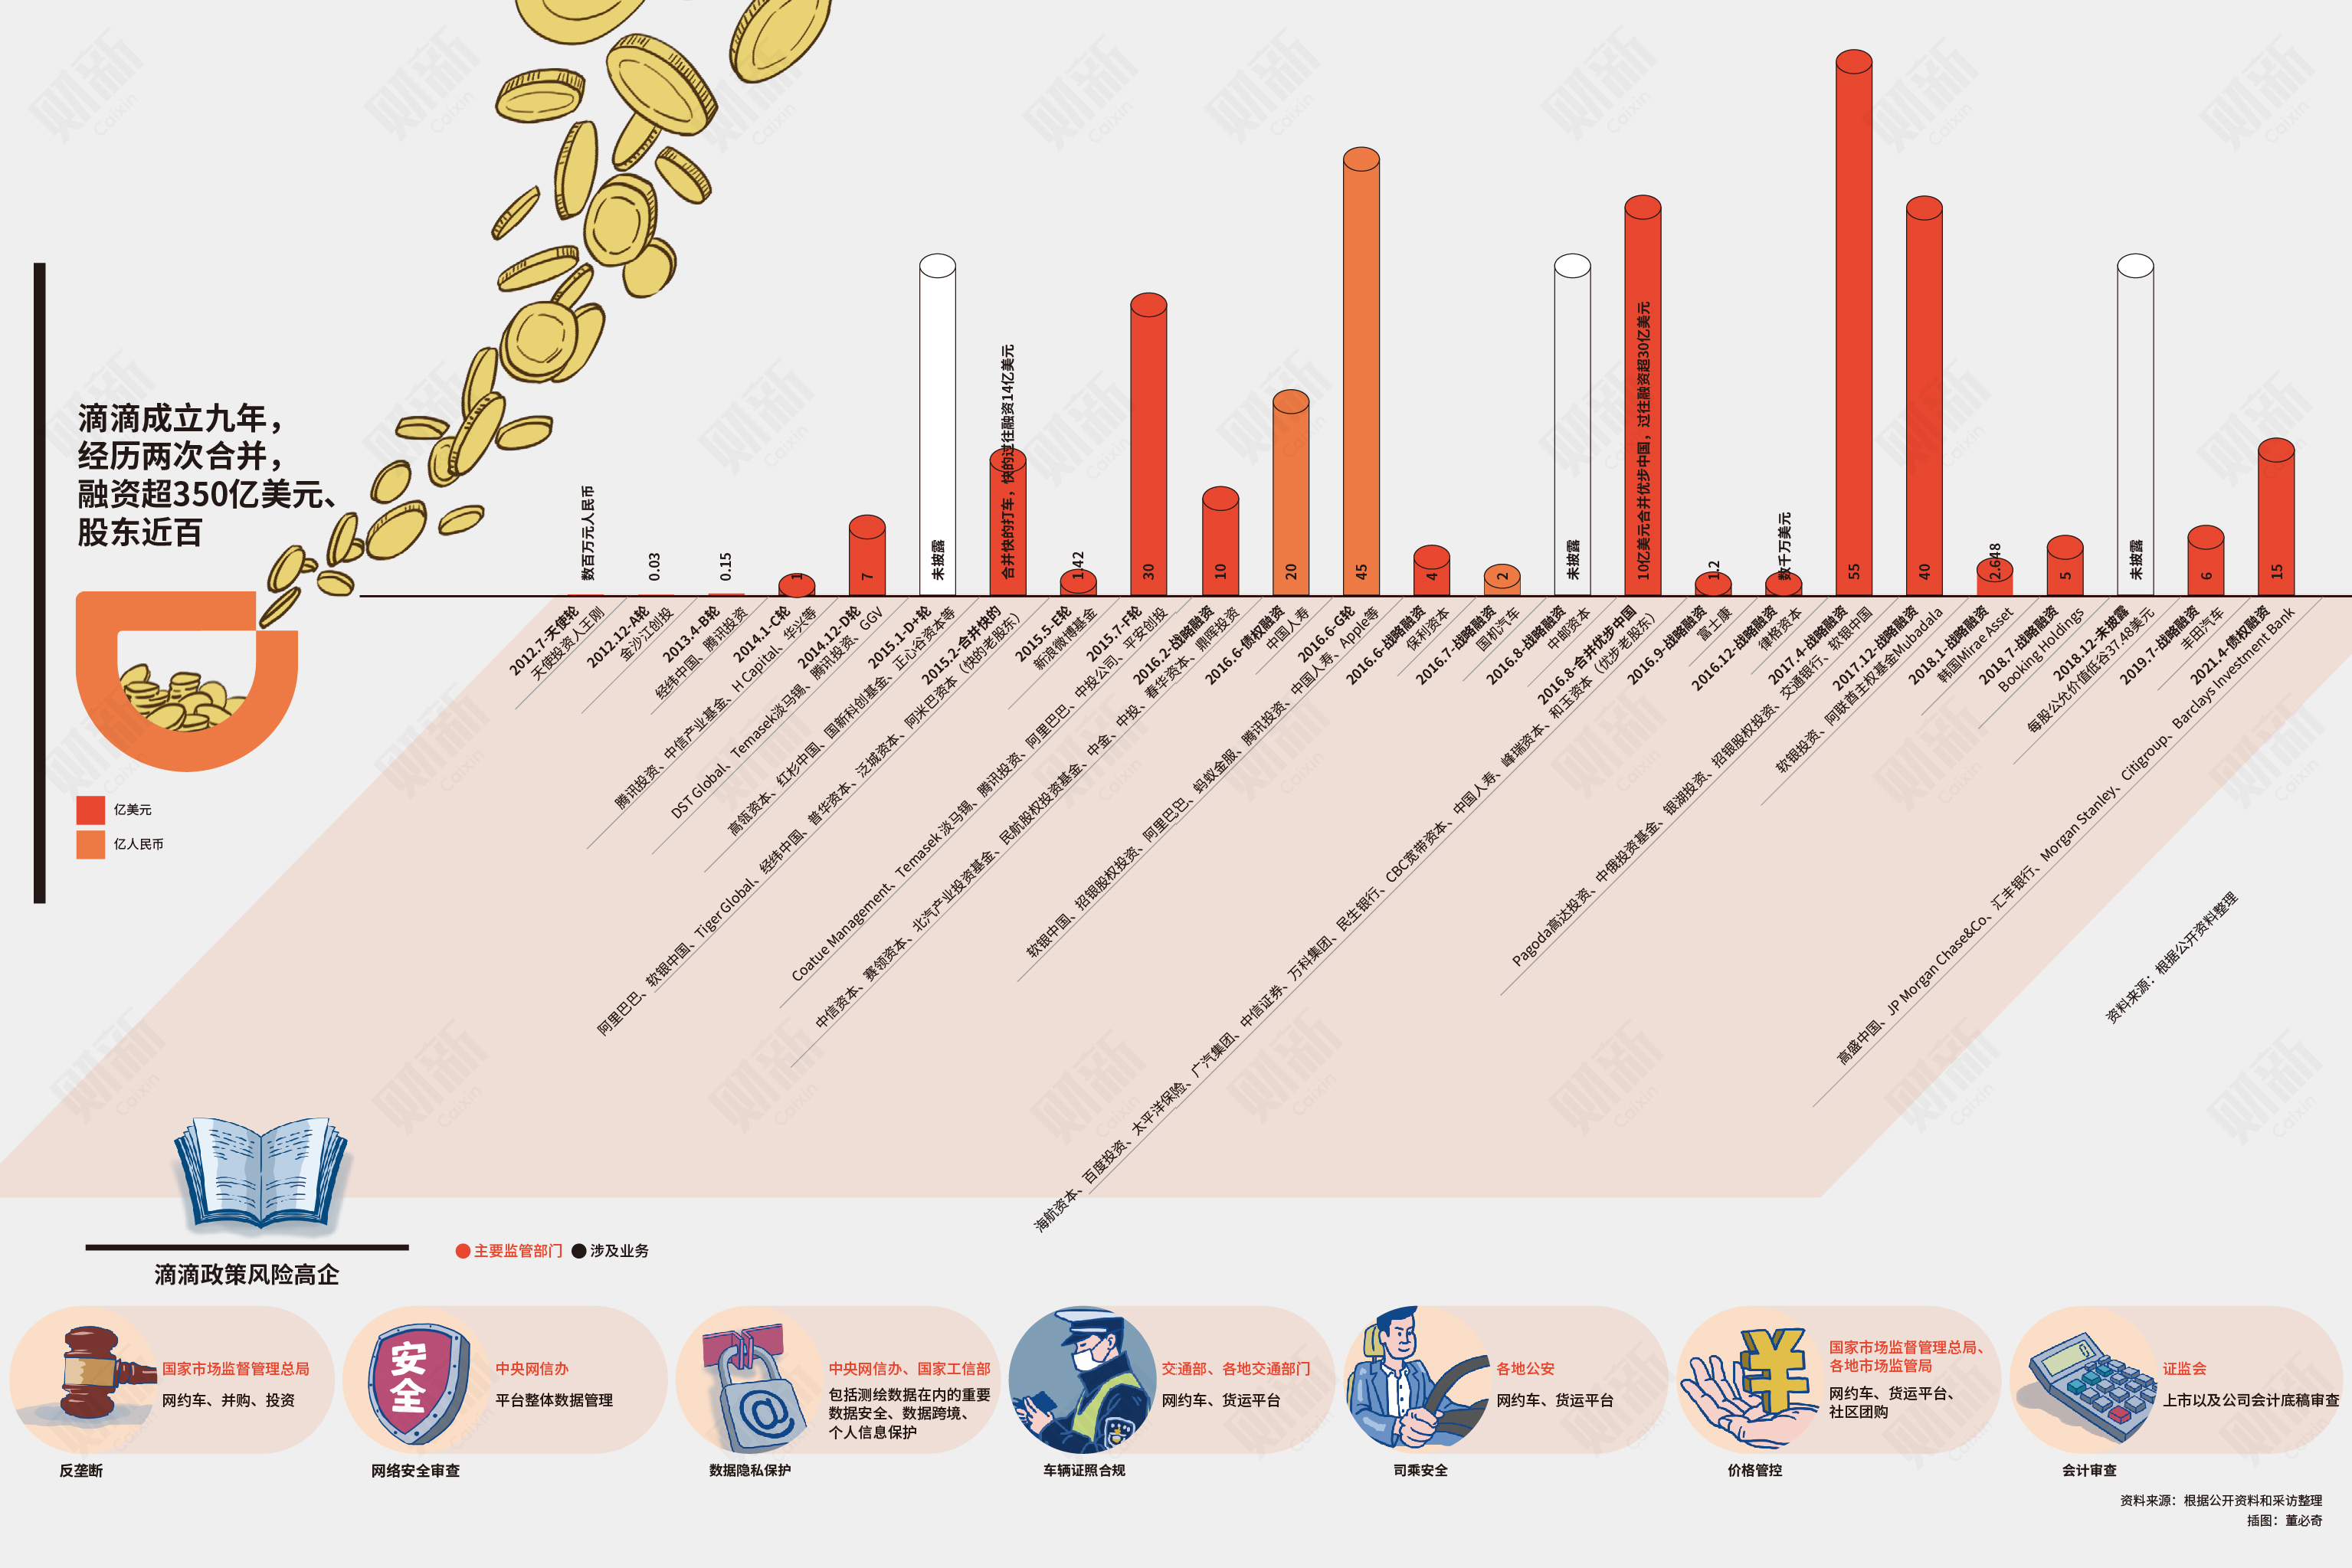 滴滴成立九年，
经历两次合并，
融资超350亿美元、
股东近百
亿美元
亿人民币
数百万元人民币
0.03
0.15
1
7
未披露
合并快的打车，快的过往融资14亿美元
1.42
30
10
20
45
4
2
未披露
10亿美元合并优步中国，过往融资超30亿美元
1.2
数千万美元
55
40
2.648
5
未披露
6
15
2012.7-天使轮
天使投资人王刚
2012.12-A轮
金沙江创投
2013.4-B轮
经纬中国、腾讯投资
2014.1-C轮
腾讯投资、中信产业基金、H Capital、华兴等
2014.12-D轮
DST Global、Temasek淡马锡、腾讯投资、GGV
2015.1-D+轮
高瓴资本、红杉中国、国新科创基金、正心谷资本等
2015.2-合并快的
阿里巴巴、软银中国、Tiger Global、经纬中国、普华资本、泛城资本、阿米巴资本（快的老股东）
2015.5-E轮
新浪微博基金
2015.7-F轮
Coatue Management、Temasek 淡马锡、腾讯投资、阿里巴巴、中投公司、平安创投
2016.2-战略融资
中信资本、赛领资本、北汽产业投资基金、民航股权投资基金、中金、中投、春华资本、鼎晖投资
2016.6-债权融资
中国人寿
2016.6-G轮
软银中国、招银股权投资、阿里巴巴、蚂蚁金服、腾讯投资、中国人寿、Apple等
2016.6-战略融资
保利资本
2016.7-战略融资
国机汽车
2016.8-战略融资
中邮资本
2016.8-合并优步中国
海航资本、百度投资、太平洋保险、广汽集团、中信证券、万科集团、民生银行、CBC宽带资本、中国人寿、峰瑞资本、和玉资本（优步老股东）
2016.9-战略融资
富士康
2016.12-战略融资
律格资本
2017.4-战略融资
Pagoda高达投资、中俄投资基金、银湖投资、招银股权投资、交通银行、软银中国
2017.12-战略融资
软银投资、阿联酋主权基金Mubadala
2018.1-战略融资
韩国Mirae Asset
2018.7-战略融资
Booking Holdings
2018.12-未披露
每股公允价值低谷37.48美元
2019.7-战略融资
丰田汽车
2021.4-债权融资
高盛中国、JP Morgan Chase&Co、汇丰银行、Morgan Stanley、Citigroup、Barclays Investment Bank
资料来源：根据公开资料整理
滴滴政策风险高企
主要监管部门 涉及业务
国家市场监督管理总局
网约车、并购、投资
反垄断
安
全
中央网信办
平台整体数据管理
网络安全审查
@
中央网信办、国家工信部
包括测绘数据在内的重要
数据安全、数据跨境、
个人信息保护
数据隐私保护
交通部、各地交通部门
网约车、货运平台
车辆证照合规
各地公安
网约车、货运平台
司乘安全
¥
国家市场监督管理总局、
各地市场监管局
网约车、货运平台、
社区团购
价格管控
0
证监会
上市以及公司会计底稿审查
会计审查
资料来源：根据公开资料和采访整理
插图：董必奇
财新
Caixin